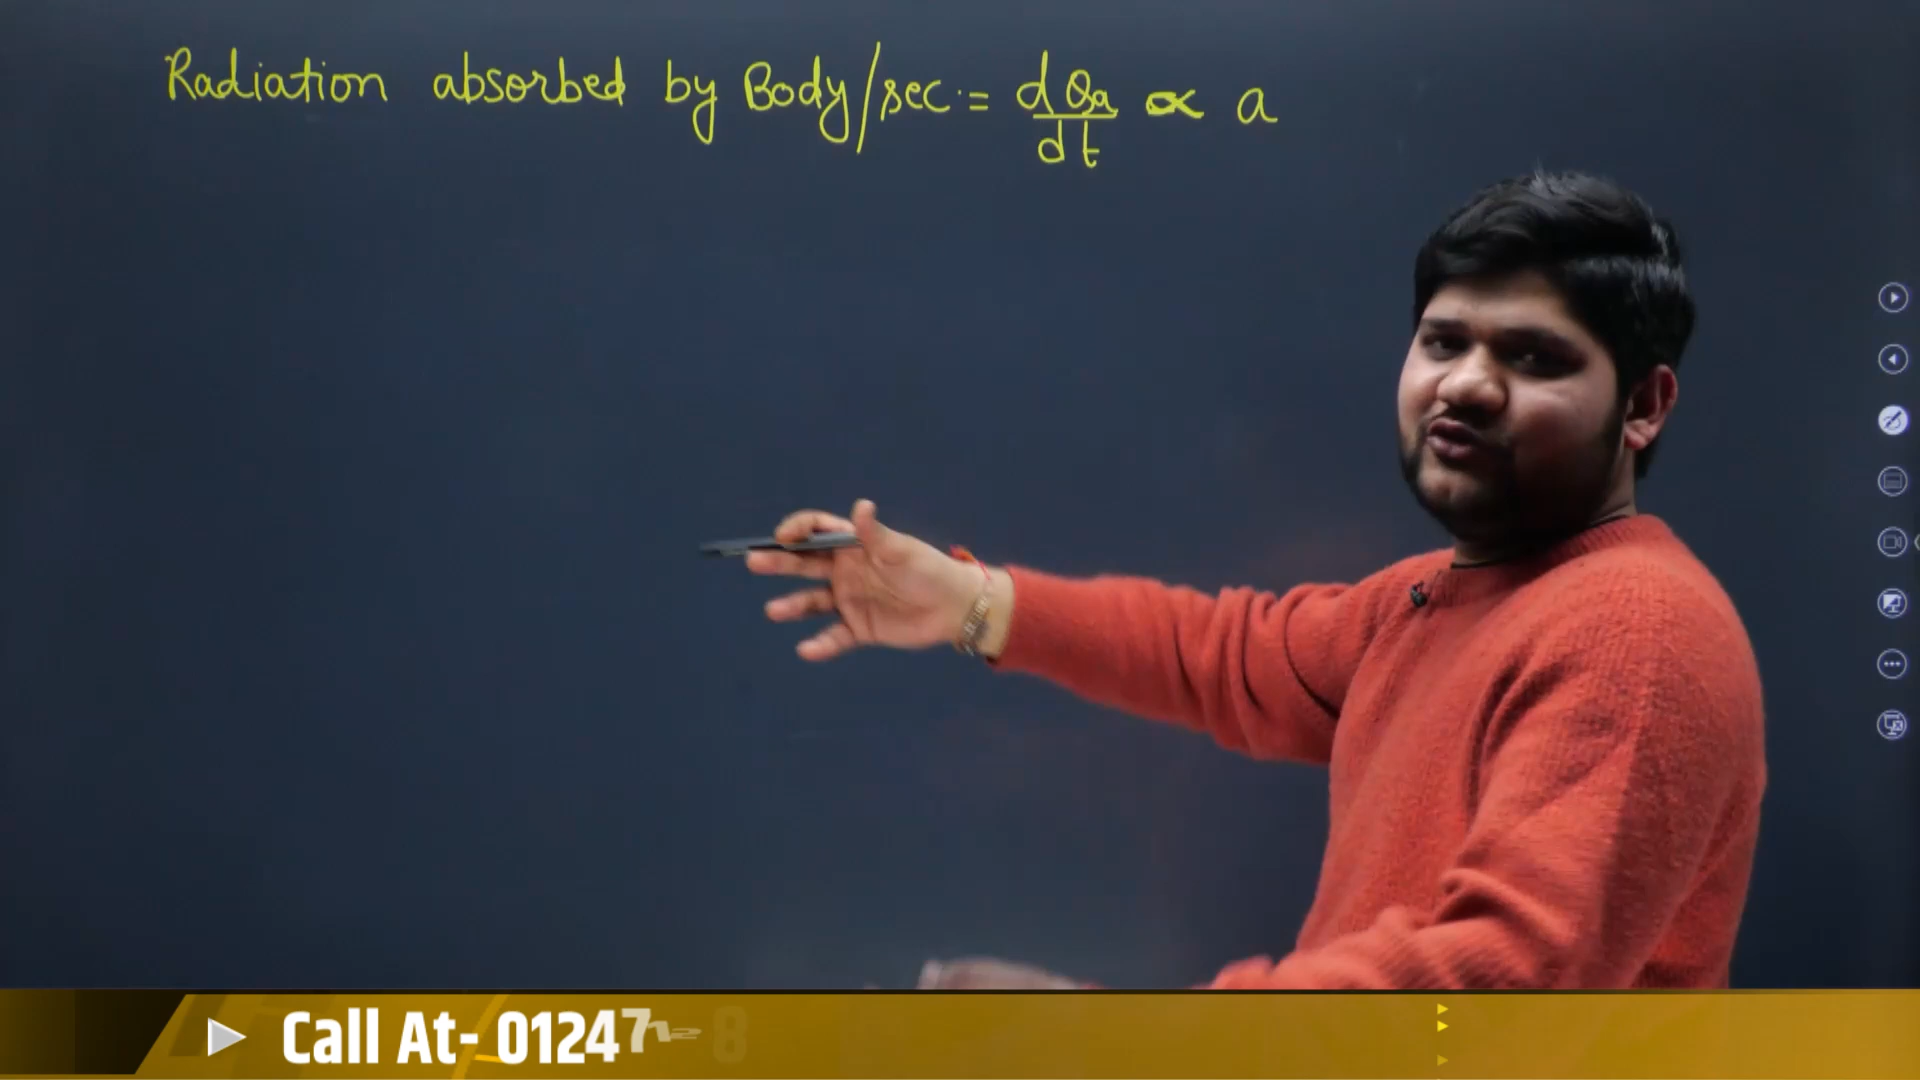 Radiation absorbed by Body/sec. = dQa/dt ∝ a
Call At- 01247